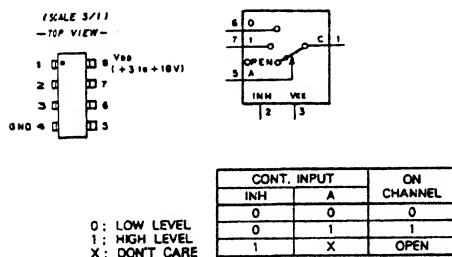 (SCALE 3/1)
—TOP VIEW—
1 8 VDD
(+3 to +18V)
2 7
3 6
GND 4 5
6 0
7 1
C 1
OPEN
5 A
INH VEE
2 3
CONT. INPUT ON CHANNEL
INH A
0 0 0
0 1 1
1 X OPEN
0 : LOW LEVEL
1 : HIGH LEVEL
X : DON'T CARE